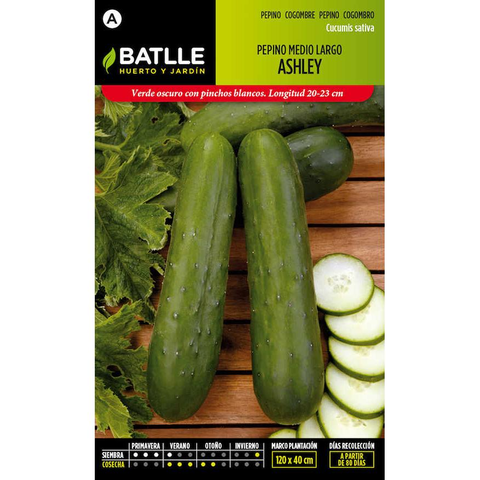 A
BATLLE
HUERTO Y JARDÍN
PEPINO COGOMBRE PEPINO COGOMBRO
Cucumis sativa
PEPINO MEDIO LARGO
ASHLEY
Verde oscuro con pinchos blancos. Longitud 20-23 cm
PRIMAVERA VERANO OTOÑO INVIERNO
SIEMBRA
COSECHA
MARCO PLANTACIÓN
120 x 40 cm
DÍAS RECOLECCIÓN
A PARTIR
DE 80 DÍAS